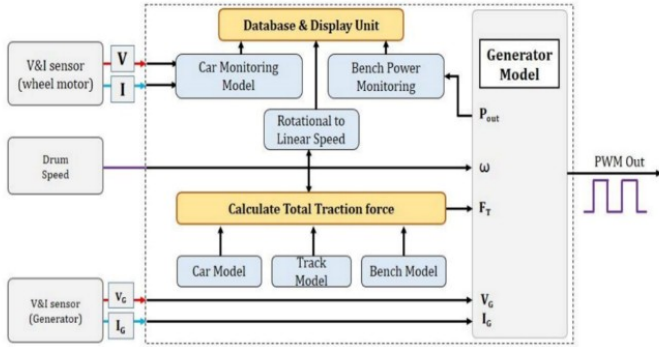 Database & Display Unit
V&I sensor
(wheel motor)
V
I
Car Monitoring
Model
Bench Power
Monitoring
Generator
Model
Rotational to
Linear Speed
Pout
Drum
Speed
ω
PWM Out
Calculate Total Traction force
FT
Car Model
Track
Model
Bench Model
V&I sensor
(Generator)
VG
IG
VG
IG